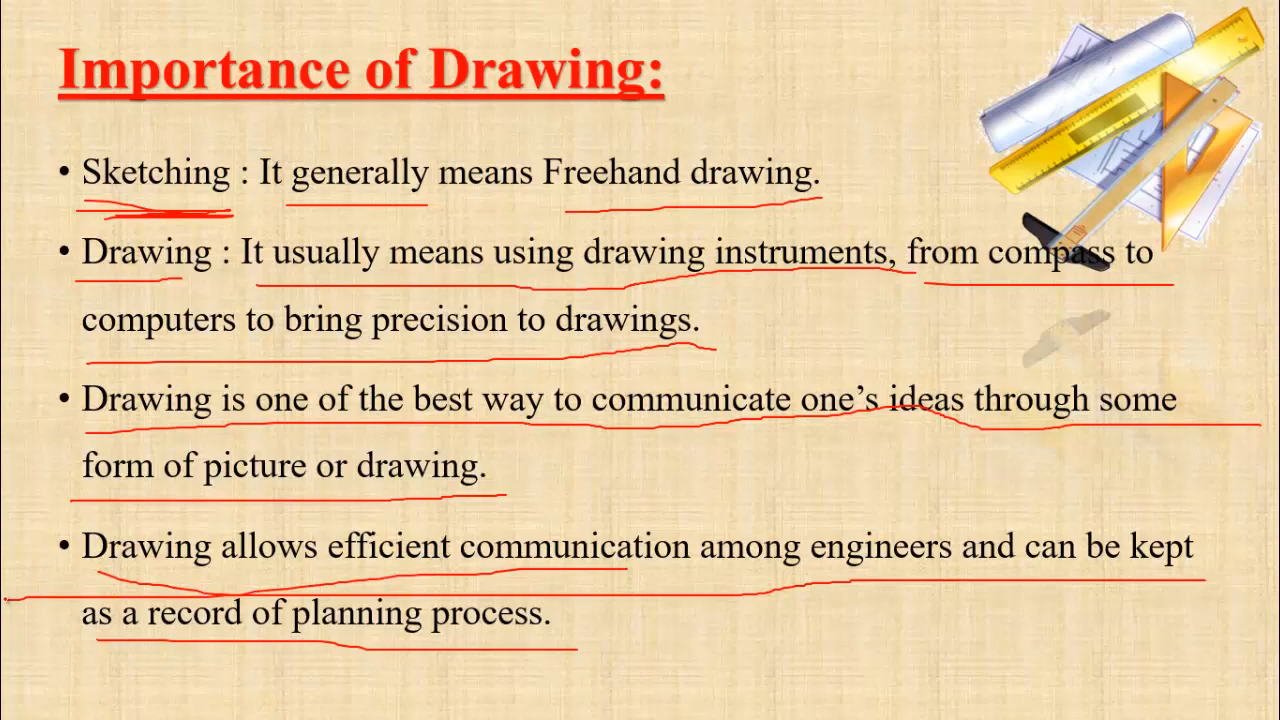 Importance of Drawing:
• Sketching : It generally means Freehand drawing.
• Drawing : It usually means using drawing instruments, from compass to
computers to bring precision to drawings.
• Drawing is one of the best way to communicate one’s ideas through some
form of picture or drawing.
• Drawing allows efficient communication among engineers and can be kept
as a record of planning process.